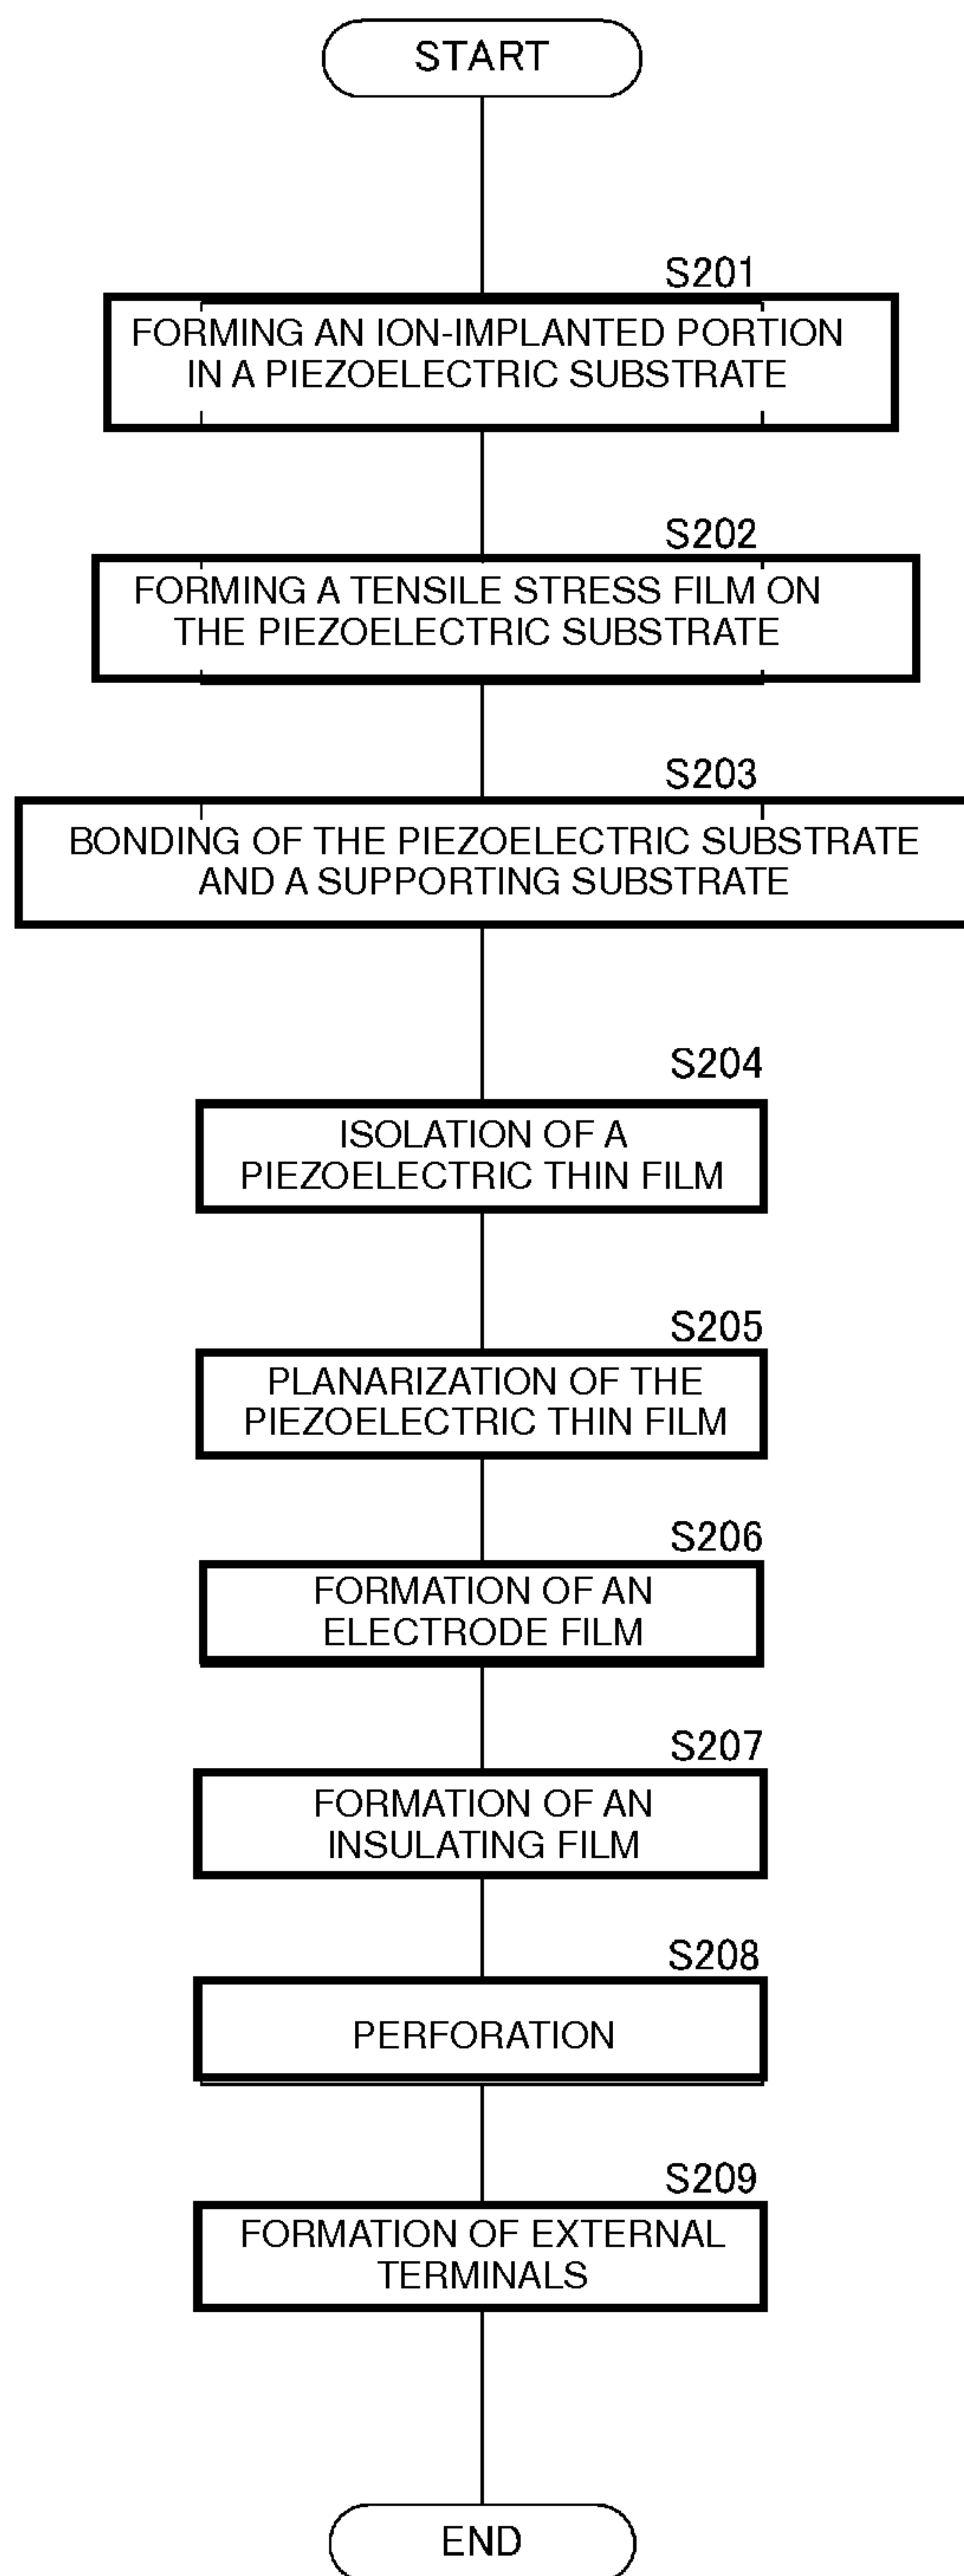 START
S201
FORMING AN ION-IMPLANTED PORTION
IN A PIEZOELECTRIC SUBSTRATE
S202
FORMING A TENSILE STRESS FILM ON
THE PIEZOELECTRIC SUBSTRATE
S203
BONDING OF THE PIEZOELECTRIC SUBSTRATE
AND A SUPPORTING SUBSTRATE
S204
ISOLATION OF A
PIEZOELECTRIC THIN FILM
S205
PLANARIZATION OF THE
PIEZOELECTRIC THIN FILM
S206
FORMATION OF AN
ELECTRODE FILM
S207
FORMATION OF AN
INSULATING FILM
S208
PERFORATION
S209
FORMATION OF EXTERNAL
TERMINALS
END